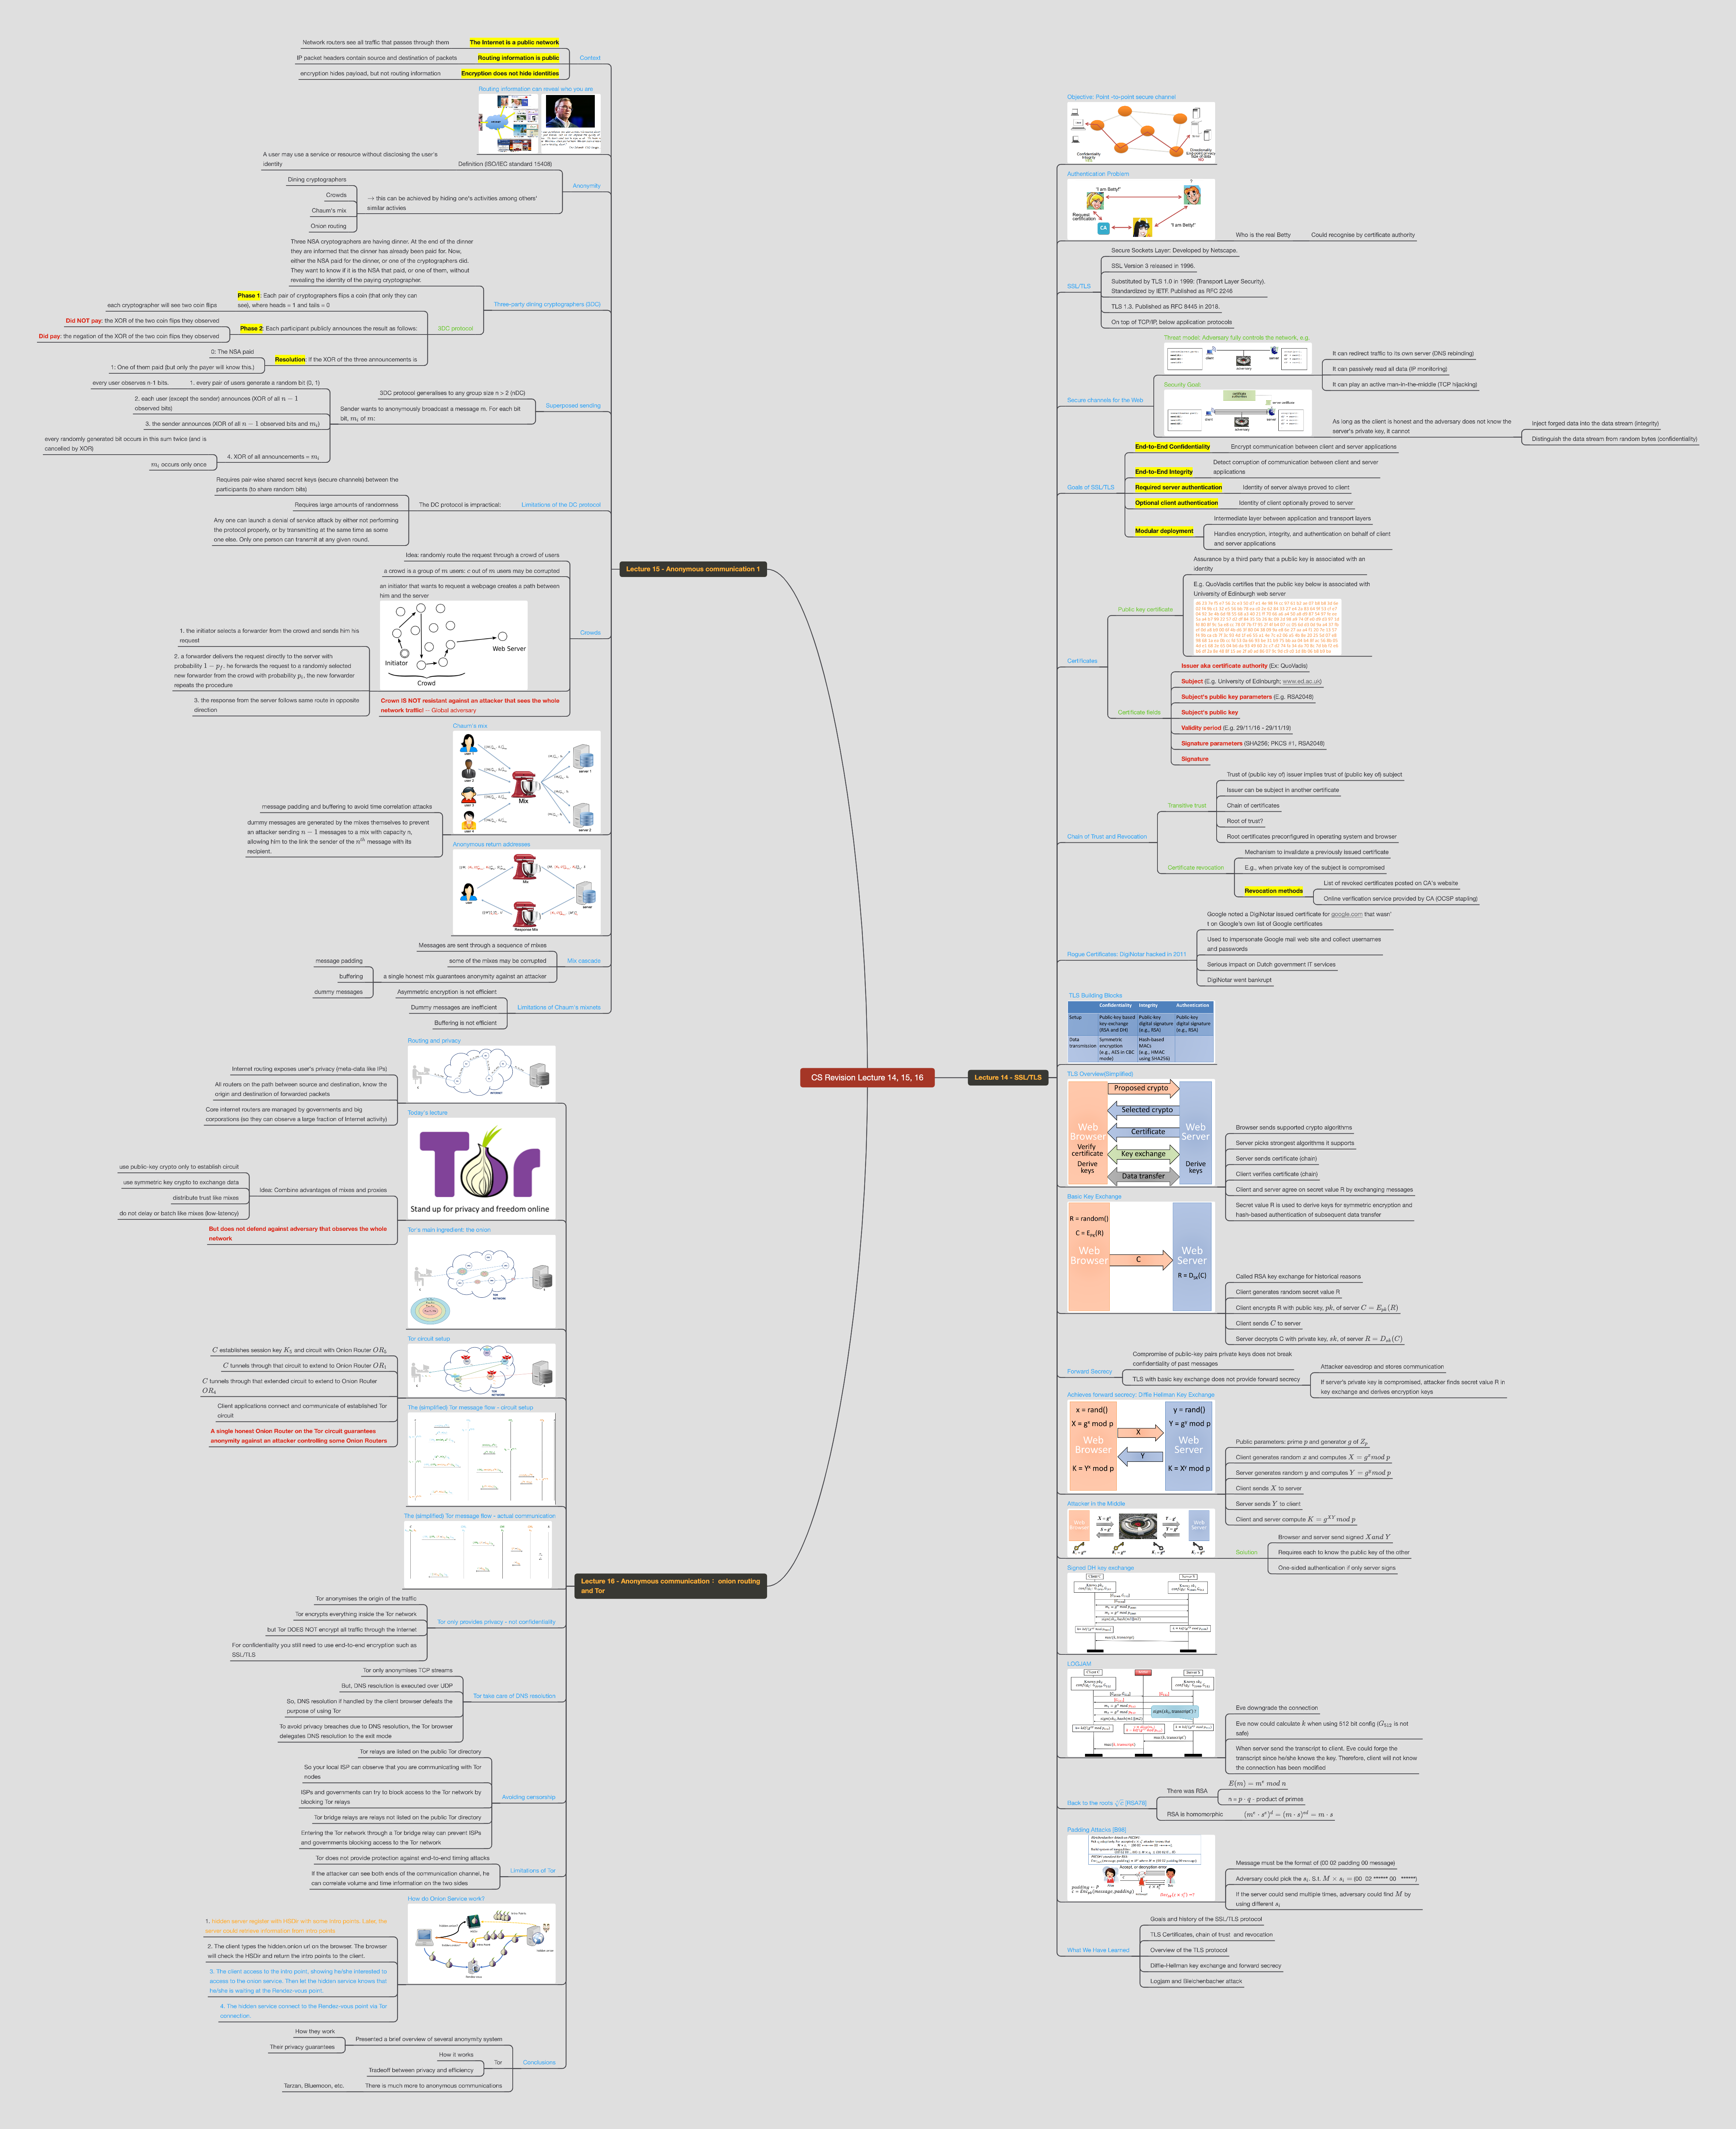 CS Revision Lecture 14, 15, 16
Lecture 14 - SSL/TLS
Objective: Point -to-point secure channel
Confidentiality
Integrity
Authentication Problem
"I am Betty!"
?
Request
certification
CA
"I am Betty!"
Who is the real Betty
Could recognise by certificate authority
SSL/TLS
Secure Sockets Layer: Developed by Netscape.
SSL Version 3 released in 1996.
Substituted by TLS 1.0 in 1999: (Transport Layer Security).
Standardized by IETF. Published as RFC 2246
TLS 1.3. Published as RFC 8445 in 2018.
On top of TCP/IP, below application protocols
Secure channels for the Web
Threat model: Adversary fully controls the network, e.g.
client
server
adversary
It can redirect traffic to its own server (DNS rebinding)
It can passively read all data (IP monitoring)
It can play an active man-in-the-middle (TCP hijacking)
Security Goal:
client
server
adversary
As long as the client is honest and the adversary does not know the
server's private key, it cannot
Inject forged data into the data stream (integrity)
Distinguish the data stream from random bytes (confidentiality)
Goals of SSL/TLS
End-to-End Confidentiality
Encrypt communication between client and server applications
End-to-End Integrity
Detect corruption of communication between client and server
applications
Required server authentication
Identity of server always proved to client
Optional client authentication
Identity of client optionally proved to server
Modular deployment
Intermediate layer between application and transport layers
Handles encryption, integrity, and authentication on behalf of client
and server applications
Certificates
Public key certificate
Assurance by a third party that a public key is associated with an
identity
E.g. QuoVadis certifies that the public key below is associated with
University of Edinburgh web server
Certificate fields
Issuer aka certificate authority (Ex: QuoVadis)
Subject (E.g. University of Edinburgh; www.ed.ac.uk)
Subject's public key parameters (E.g. RSA2048)
Subject's public key
Validity period (E.g. 29/11/16 - 29/11/19)
Signature parameters (SHA256; PKCS #1, RSA2048)
Signature
Chain of Trust and Revocation
Transitive trust
Trust of (public key of) issuer implies trust of (public key of) subject
Issuer can be subject in another certificate
Chain of certificates
Root of trust?
Root certificates preconfigured in operating system and browser
Certificate revocation
Mechanism to invalidate a previously issued certificate
E.g., when private key of the subject is compromised
Revocation methods
List of revoked certificates posted on CA's website
Online verification service provided by CA (OCSP stapling)
Rogue Certificates: DigiNotar hacked in 2011
Google noted a DigiNotar issued certificate for google.com that wasn'
t on Google's own list of Google certificates
Used to impersonate Google mail web site and collect usernames
and passwords
Serious impact on Dutch government IT services
DigiNotar went bankrupt
TLS Building Blocks
Confidentiality Integrity Authentication
Setup
Public-key based key-exchange (RSA and DH)
Public-key digital signature (e.g., RSA)
Public-key digital signature (e.g., RSA)
Data transmission
Symmetric encryption (e.g., AES in CBC mode)
Hash-based MACs (e.g., HMAC using SHA256)
TLS Overview(Simplified)
Proposed crypto
Selected crypto
Web Browser
Certificate
Web Server
Verify certificate
Key exchange
Derive keys
Data transfer
Derive keys
Browser sends supported crypto algorithms
Server picks strongest algorithms it supports
Server sends certificate (chain)
Client verifies certificate (chain)
Client and server agree on secret value R by exchanging messages
Secret value R is used to derive keys for symmetric encryption and
hash-based authentication of subsequent data transfer
Basic Key Exchange
R = random()
C = Epk(R)
Web Browser
C
Web Server
R = Dsk(C)
Called RSA key exchange for historical reasons
Client generates random secret value R
Client encrypts R with public key, pk, of server C = Epk(R)
Client sends C to server
Server decrypts C with private key, sk, of server R = Dsk(C)
Forward Secrecy
Compromise of public-key pairs private keys does not break
confidentiality of past messages
TLS with basic key exchange does not provide forward secrecy
Attacker eavesdrop and stores communication
If server's private key is compromised, attacker finds secret value R in
key exchange and derives encryption keys
Achieves forward secrecy: Diffie Hellman Key Exchange
x = rand()
X = gˣ mod p
y = rand()
Y = gʸ mod p
X
Web Browser
Web Server
Y
K = Yˣ mod p
K = Xʸ mod p
Public parameters: prime p and generator g of Zp
Client generates random x and computes X = gˣ mod p
Server generates random y and computes Y = gʸ mod p
Client sends X to server
Server sends Y to client
Client and server compute K = g^XY mod p
Attacker in the Middle
Web Browser
Web Server
Solution
Browser and server send signed X and Y
Requires each to know the public key of the other
One-sided authentication if only server signs
Signed DH key exchange
LOGJAM
Eve downgrade the connection
Eve now could calculate k when using 512 bit config (G512 is not
safe)
When server send the transcript to client. Eve could forge the
transcript since he/she knows the key. Therefore, client will not know
the connection has been modified
Back to the roots [RSA78]
There was RSA
E(m) = mᵉ mod n
n = p · q - product of primes
RSA is homomorphic
(mᵉ · sᵉ)ᵈ = (m · s)ᵉᵈ = m · s
Padding Attacks [B98]
Accept, or decryption error
Message must be the format of (00 02 padding 00 message)
Adversary could pick the si. S.t. M × si = (00 02 ****** 00 ******)
If the server could send multiple times, adversary could find M by
using different si
What We Have Learned
Goals and history of the SSL/TLS protocol
TLS Certificates, chain of trust and revocation
Overview of the TLS protocol
Diffie-Hellman key exchange and forward secrecy
Logjam and Bleichenbacher attack
Lecture 15 - Anonymous communication 1
Context
The Internet is a public network
Network routers see all traffic that passes through them
Routing information is public
IP packet headers contain source and destination of packets
Encryption does not hide identities
encryption hides payload, but not routing information
Routing information can reveal who you are
Anonymity
Definition (ISO/IEC standard 15408)
A user may use a service or resource without disclosing the user's
identity
→ this can be achieved by hiding one's activities among others'
similar activies
Dining cryptographers
Crowds
Chaum's mix
Onion routing
Three-party dining cryptographers (3DC)
Three NSA cryptographers are having dinner. At the end of the dinner
they are informed that the dinner has already been paid for. Now,
either the NSA paid for the dinner, or one of the cryptographers did.
They want to know if it is the NSA that paid, or one of them, without
revealing the identity of the paying cryptographer.
3DC protocol
Phase 1: Each pair of cryptographers flips a coin (that only they can
see), where heads = 1 and tails = 0
each cryptographer will see two coin flips
Phase 2: Each participant publicly announces the result as follows:
Did NOT pay: the XOR of the two coin flips they observed
Did pay: the negation of the XOR of the two coin flips they observed
Resolution: If the XOR of the three announcements is
0: The NSA paid
1: One of them paid (but only the payer will know this.)
Superposed sending
3DC protocol generalises to any group size n > 2 (nDC)
Sender wants to anonymously broadcast a message m. For each bit
bit, mi of m:
1. every pair of users generate a random bit (0, 1)
every user observes n-1 bits.
2. each user (except the sender) announces (XOR of all n − 1
observed bits)
3. the sender announces (XOR of all n − 1 observed bits and mi)
4. XOR of all announcements = mi
every randomly generated bit occurs in this sum twice (and is
cancelled by XOR)
mi occurs only once
Limitations of the DC protocol
The DC protocol is impractical:
Requires pair-wise shared secret keys (secure channels) between the
participants (to share random bits)
Requires large amounts of randomness
Any one can launch a denial of service attack by either not performing
the protocol properly, or by transmitting at the same time as some
one else. Only one person can transmit at any given round.
Crowds
Idea: randomly route the request through a crowd of users
a crowd is a group of m users: c out of m users may be corrupted
an initiator that wants to request a webpage creates a path between
him and the server
Initiator
Web Server
Crowd
1. the initiator selects a forwarder from the crowd and sends him his
request
2. a forwarder delivers the request directly to the server with
probability 1 − pf, he forwards the request to a randomly selected
new forwarder from the crowd with probability pf, the new forwarder
repeats the procedure
3. the response from the server follows same route in opposite
direction
Crown IS NOT resistant against an attacker that sees the whole
network traffic! -- Global adversary
Chaum's mix
user 1
user 2
user 3
user 4
Mix
server 1
server 2
message padding and buffering to avoid time correlation attacks
dummy messages are generated by the mixes themselves to prevent
an attacker sending n − 1 messages to a mix with capacity n,
allowing him to the link the sender of the nth message with its
recipient.
Anonymous return addresses
Mix
user
server
Response Mix
Mix cascade
Messages are sent through a sequence of mixes
some of the mixes may be corrupted
a single honest mix guarantees anonymity against an attacker
message padding
buffering
dummy messages
Limitations of Chaum's mixnets
Asymmetric encryption is not efficient
Dummy messages are inefficient
Buffering is not efficient
Lecture 16 - Anonymous communication： onion routing
and Tor
Routing and privacy
INTERNET
Internet routing exposes user's privacy (meta-data like IPs)
All routers on the path between source and destination, know the
origin and destination of forwarded packets
Core internet routers are managed by governments and big
corporations (so they can observe a large fraction of Internet activity)
Today's lecture
Tor
Stand up for privacy and freedom online
Idea: Combine advantages of mixes and proxies
use public-key crypto only to establish circuit
use symmetric key crypto to exchange data
distribute trust like mixes
do not delay or batch like mixes (low-latency)
But does not defend against adversary that observes the whole
network
Tor's main ingredient: the onion
TOR
NETWORK
Tor circuit setup
TOR
NETWORK
C establishes session key K5 and circuit with Onion Router OR5
C tunnels through that circuit to extend to Onion Router OR1
C tunnels through that extended circuit to extend to Onion Router
OR4
Client applications connect and communicate of established Tor
circuit
A single honest Onion Router on the Tor circuit guarantees
anonymity against an attacker controlling some Onion Routers
The (simplified) Tor message flow - circuit setup
The (simplified) Tor message flow - actual communication
Tor only provides privacy - not confidentiality
Tor anonymises the origin of the traffic
Tor encrypts everything inside the Tor network
but Tor DOES NOT encrypt all traffic through the Internet
For confidentiality you still need to use end-to-end encryption such as
SSL/TLS
Tor take care of DNS resolution
Tor only anonymises TCP streams
But, DNS resolution is executed over UDP
So, DNS resolution if handled by the client browser defeats the
purpose of using Tor
To avoid privacy breaches due to DNS resolution, the Tor browser
delegates DNS resolution to the exit mode
Avoiding censorship
Tor relays are listed on the public Tor directory
So your local ISP can observe that you are communicating with Tor
nodes
ISPs and governments can try to block access to the Tor network by
blocking Tor relays
Tor bridge relays are relays not listed on the public Tor directory
Entering the Tor network through a Tor bridge relay can prevent ISPs
and governments blocking access to the Tor network
Limitations of Tor
Tor does not provide protection against end-to-end timing attacks
If the attacker can see both ends of the communication channel, he
can correlate volume and time information on the two sides
How do Onion Service work?
1. hidden server register with HSDir with some intro points. Later, the
server could retrieve information from intro points
2. The client types the hidden.onion url on the browser. The browser
will check the HSDir and return the intro points to the client.
3. The client access to the intro point, showing he/she interested to
access to the onion service. Then let the hidden service knows that
he/she is waiting at the Rendez-vous point.
4. The hidden service connect to the Rendez-vous point via Tor
connection
Conclusions
Presented a brief overview of several anonymity system
How they work
Their privacy guarantees
Tor
How it works
Tradeoff between privacy and efficiency
There is much more to anonymous communications
Tarzan, Bluemoon, etc.